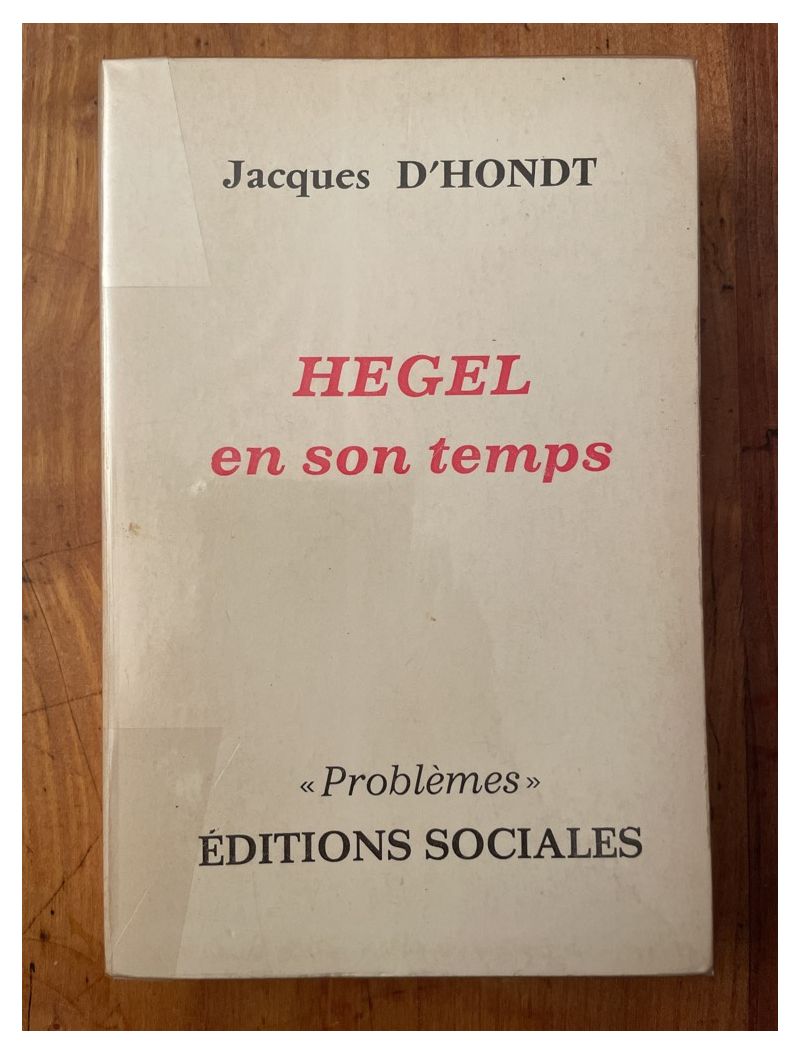 Jacques D'HONDT
HEGEL
en son temps
« Problèmes »
ÉDITIONS SOCIALES